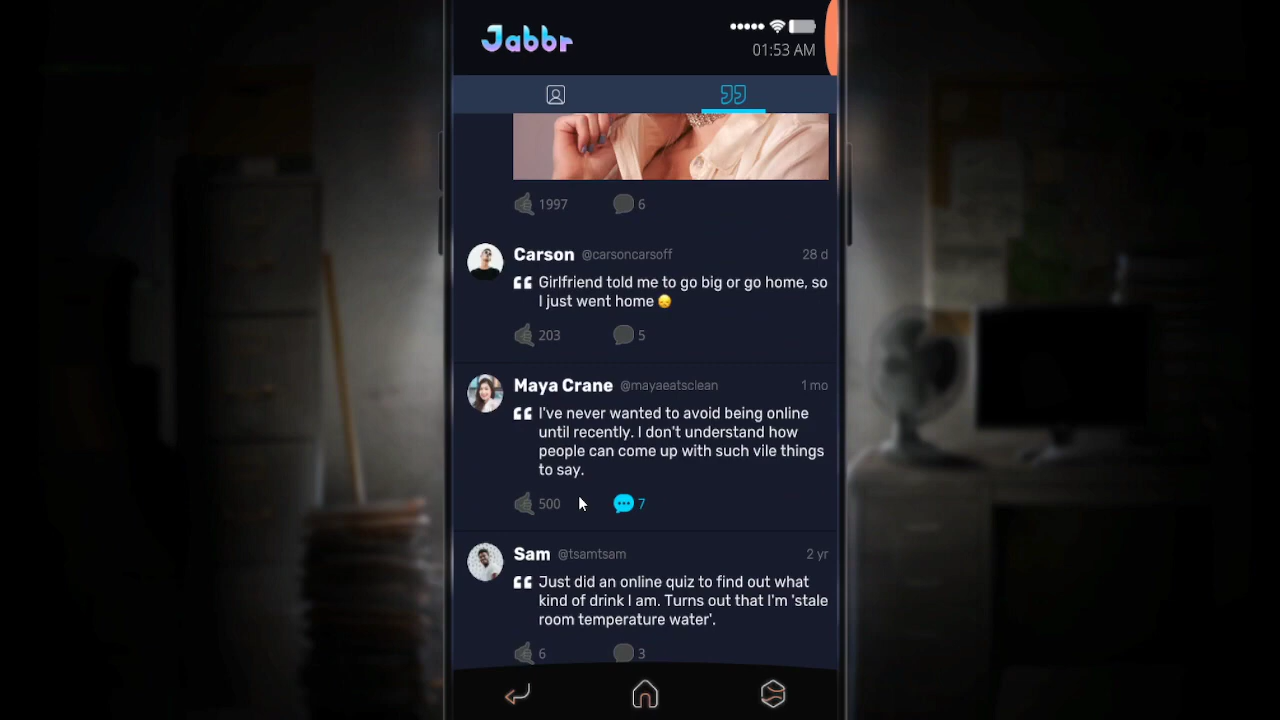 Jabbr
01:53 AM
1997 6
Carson @carsoncarsoff 28 d
Girlfriend told me to go big or go home, so
I just went home 😞
203 5
Maya Crane @mayaeatsclean 1 mo
I've never wanted to avoid being online
until recently. I don't understand how
people can come up with such vile things
to say.
500 7
Sam @tsamtsam 2 yr
Just did an online quiz to find out what
kind of drink I am. Turns out that I'm 'stale
room temperature water'.
6 3